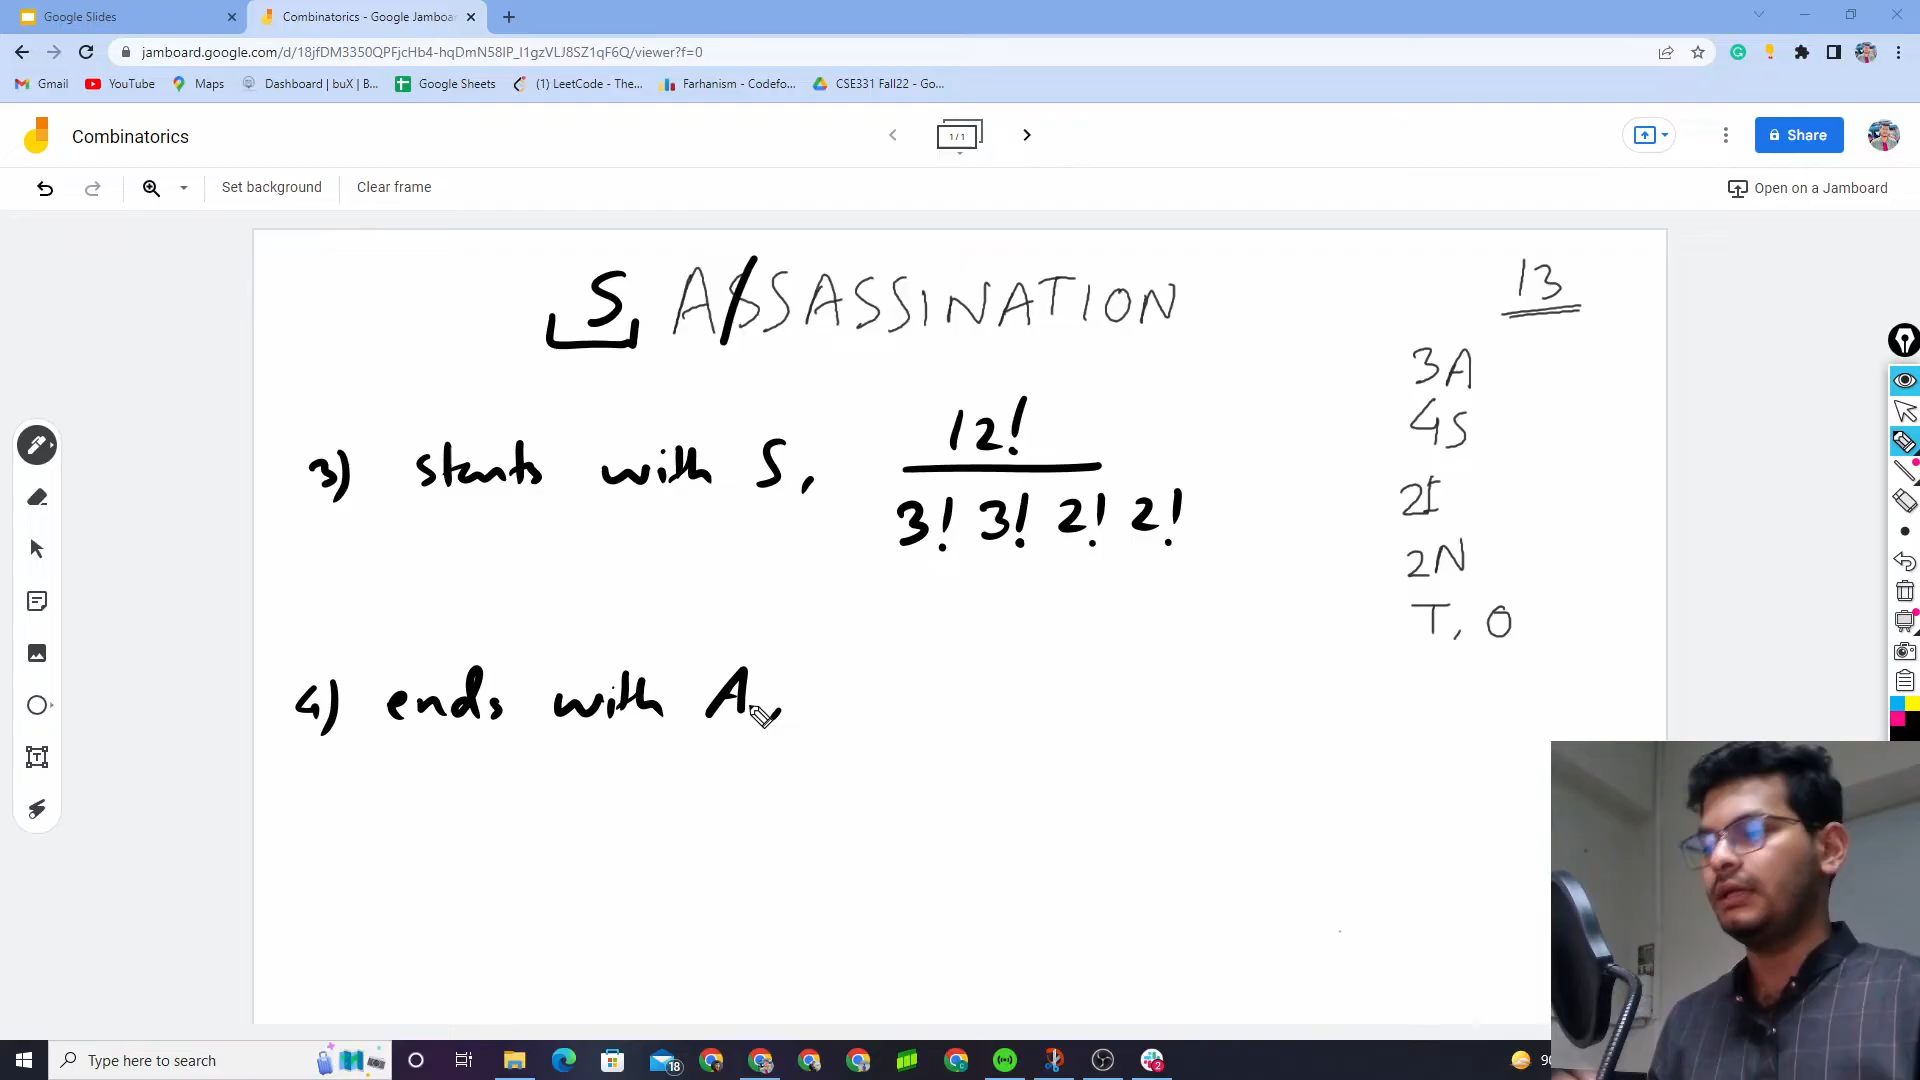 Google Slides
Combinatorics - Google Jamboa
jamboard.google.com/d/18jfDM3350QPFjcHb4-hqDmN58IP_I1gzVLJ8SZ1qF6Q/viewer?f=0
Gmail YouTube Maps Dashboard | buX | B... Google Sheets (1) LeetCode - The... Farhanism - Codefo... CSE331 Fall22 - Go...
Combinatorics
1 / 1
Share
Set background Clear frame
Open on a Jamboard
S ASSASSINATION
13
3A
4S
2I
2N
T, O
3) starts with S, 12!
3! 3! 2! 2!
4) ends with A,
Type here to search
18
2